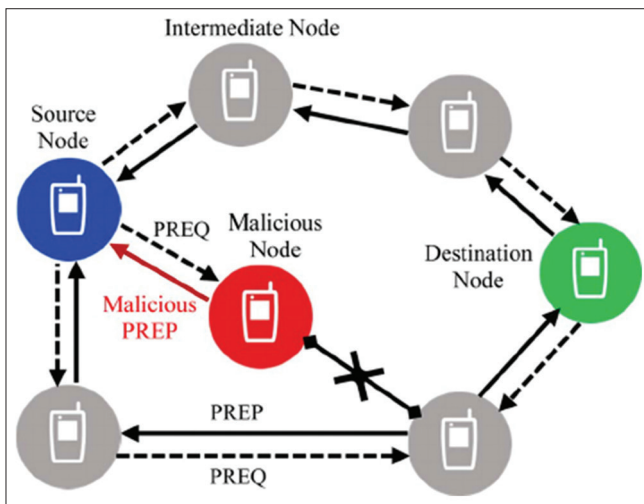 Intermediate Node
Source
Node
PREQ
Malicious
Node
Malicious
PREP
Destination
Node
PREP
PREQ